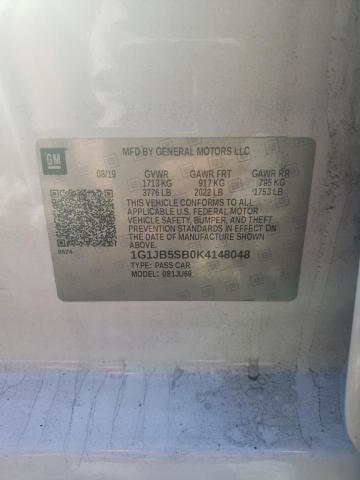 GM
MFD BY GENERAL MOTORS LLC
08/19 GVWR GAWR FRT GAWR RR
1713 KG 917 KG 795 KG
3776 LB 2022 LB 1753 LB
THIS VEHICLE CONFORMS TO ALL
APPLICABLE U.S. FEDERAL MOTOR
VEHICLE SAFETY, BUMPER, AND THEFT
PREVENTION STANDARDS IN EFFECT ON
THE DATE OF MANUFACTURE SHOWN
ABOVE.
1G1JB5SB0K4148048
TYPE: PASS CAR
MODEL: 0B1JU69